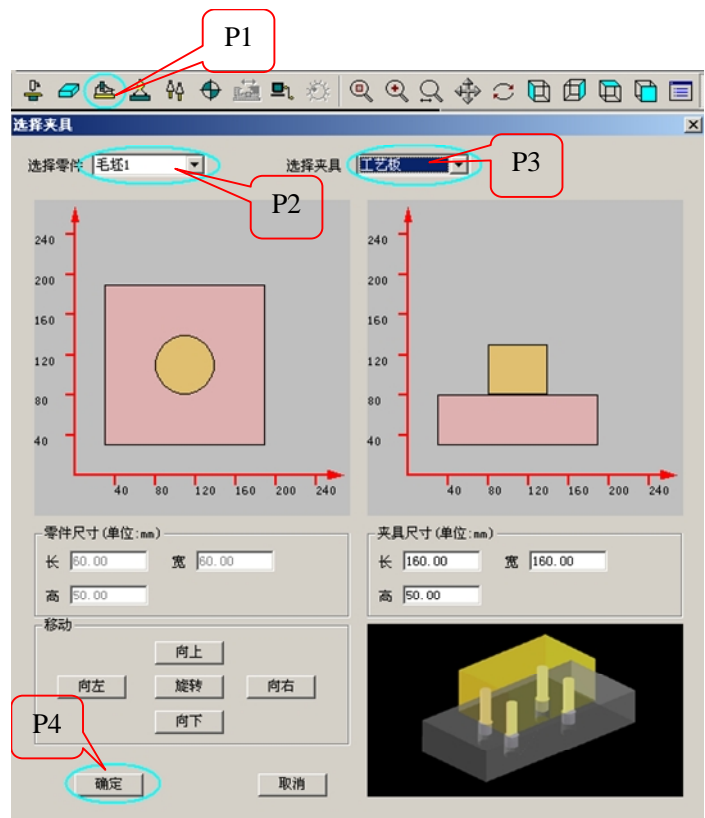 P1
选择夹具
选择零件 毛坯1 选择夹具 工艺板
P3
P2
240
200
160
120
80
40
40 80 120 160 200 240
240
200
160
120
80
40
40 80 120 160 200 240
零件尺寸(单位:mm)
长 60.00 宽 60.00
高 50.00
夹具尺寸(单位:mm)
长 160.00 宽 160.00
高 50.00
移动
向上
向左 旋转 向右
向下
P4
确定 取消